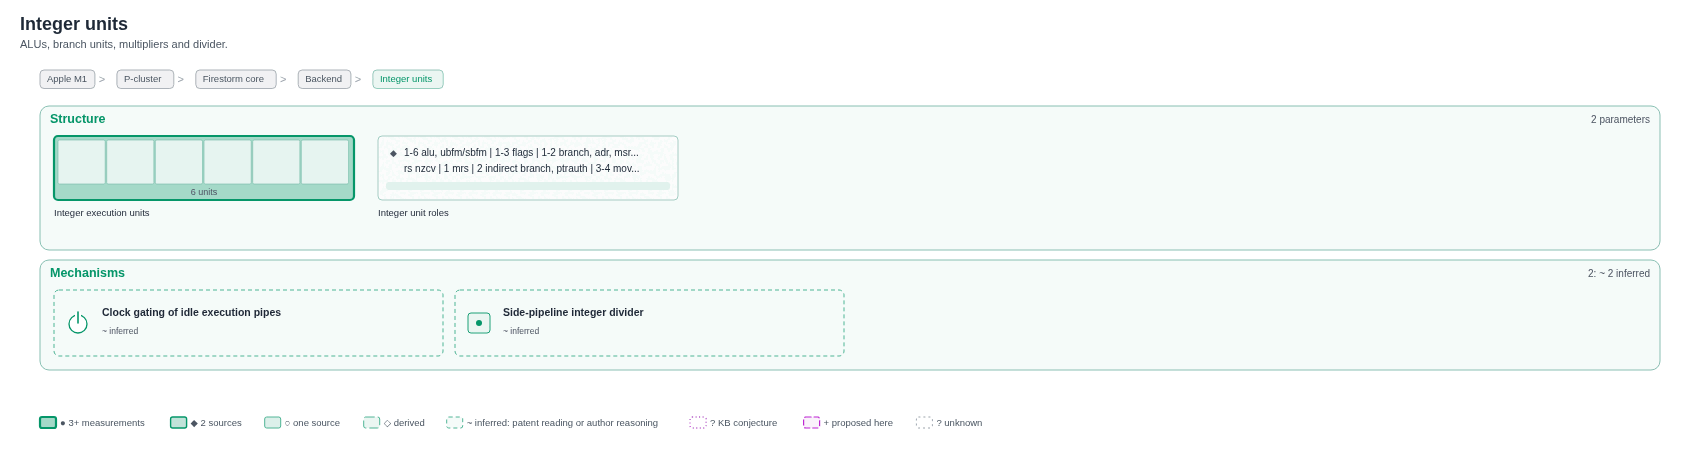 Integer units
ALUs, branch units, multipliers and divider.
Apple M1 > P-cluster > Firestorm core > Backend > Integer units
Structure
2 parameters
◆ 1-6 alu, ubfm/sbfm | 1-3 flags | 1-2 branch, adr, msr...
rs nzcv | 1 mrs | 2 indirect branch, ptrauth | 3-4 mov...
6 units
Integer execution units
Integer unit roles
Mechanisms
2: ~ 2 inferred
Clock gating of idle execution pipes
~ inferred
Side-pipeline integer divider
~ inferred
● 3+ measurements ◆ 2 sources ○ one source ◇ derived ~ inferred: patent reading or author reasoning ? KB conjecture + proposed here ? unknown